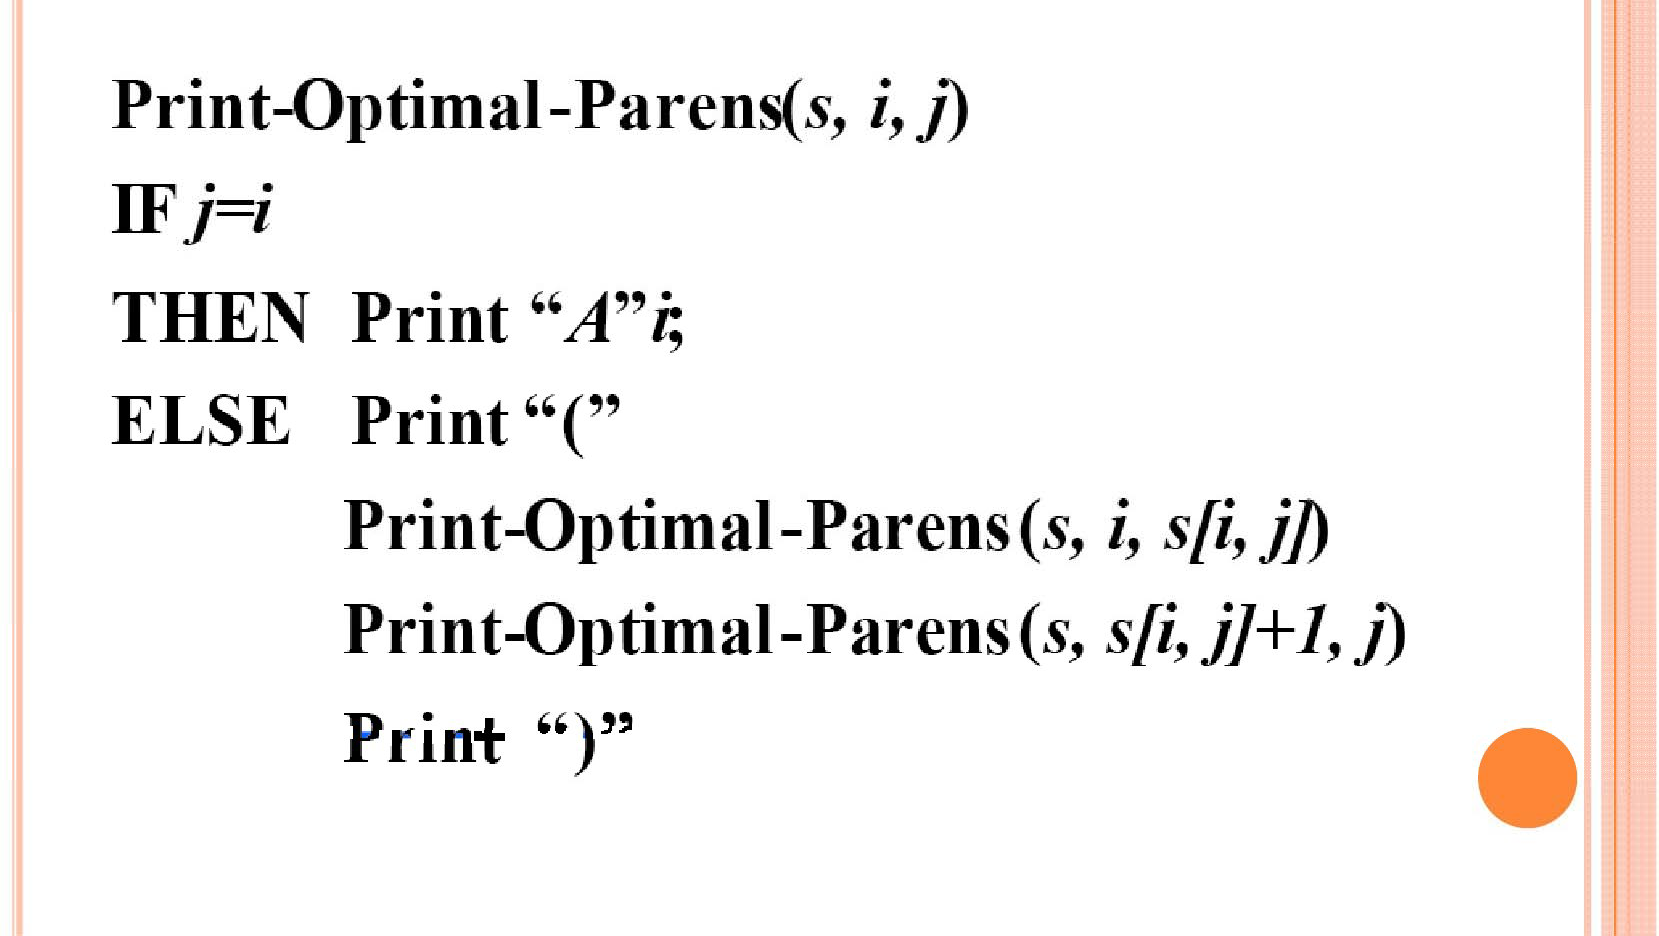 Print-Optimal-Parens(s, i, j)
IF j=i
THEN Print “A”i;
ELSE Print “(”
Print-Optimal-Parens(s, i, s[i, j])
Print-Optimal-Parens(s, s[i, j]+1, j)
Print “)”